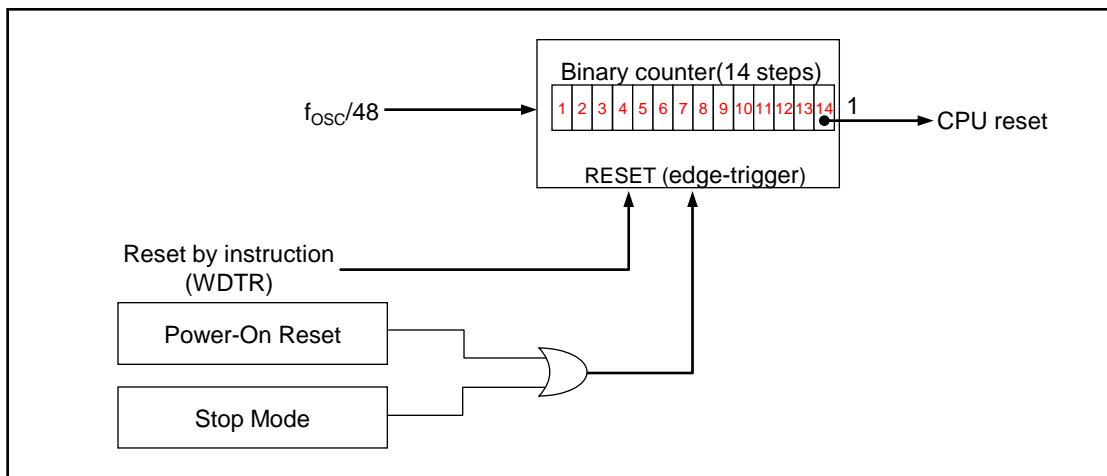 Binary counter(14 steps)
1 2 3 4 5 6 7 8 9 10 11 12 13 14
1
fOSC/48
CPU reset
RESET (edge-trigger)
Reset by instruction
(WDTR)
Power-On Reset
Stop Mode